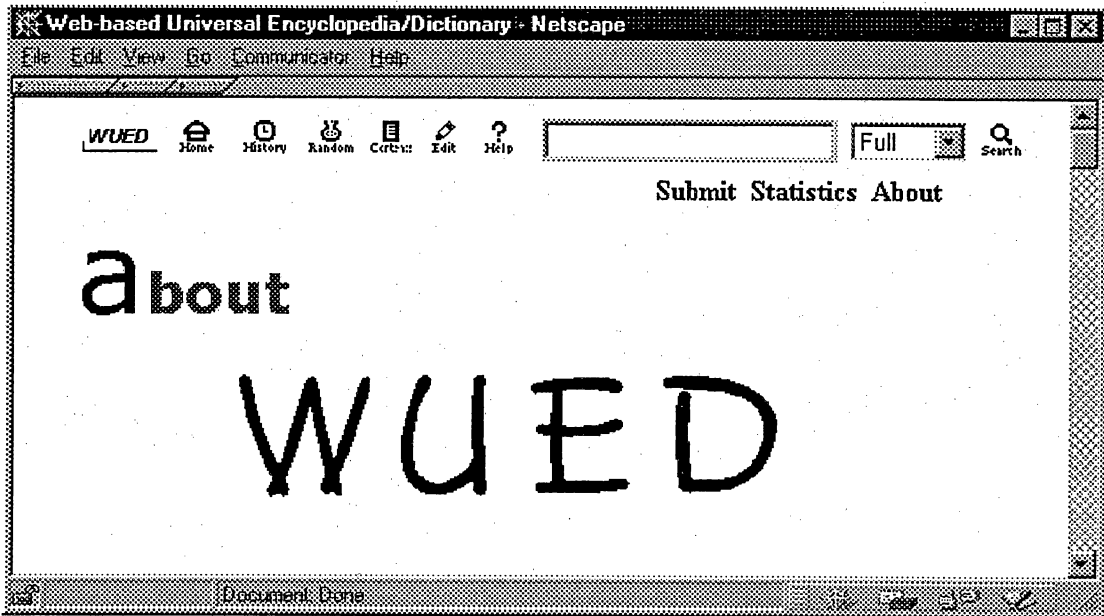 Web-based Universal Encyclopedia/Dictionary - Netscape
File Edit View Go Communicator Help
WUED Home History Random Edit Help Full Search
Submit Statistics About
about
WUED
Document: Done